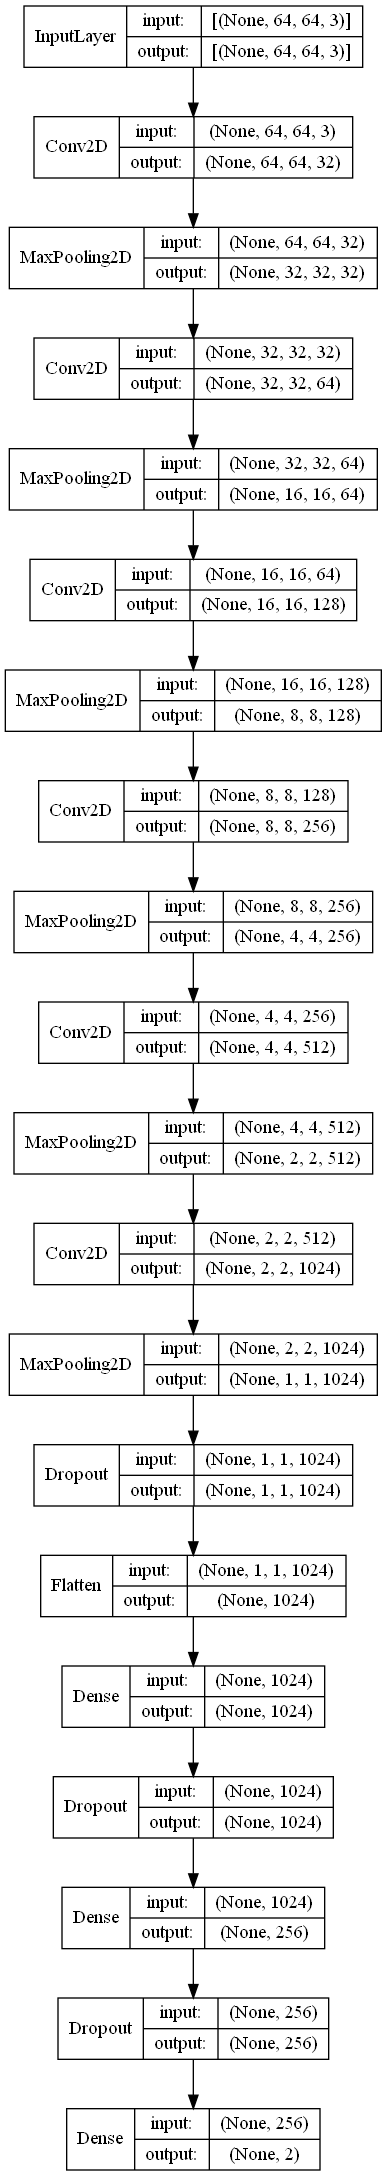 InputLayer
input: [(None, 64, 64, 3)]
output: [(None, 64, 64, 3)]
Conv2D
input: (None, 64, 64, 3)
output: (None, 64, 64, 32)
MaxPooling2D
input: (None, 64, 64, 32)
output: (None, 32, 32, 32)
Conv2D
input: (None, 32, 32, 32)
output: (None, 32, 32, 64)
MaxPooling2D
input: (None, 32, 32, 64)
output: (None, 16, 16, 64)
Conv2D
input: (None, 16, 16, 64)
output: (None, 16, 16, 128)
MaxPooling2D
input: (None, 16, 16, 128)
output: (None, 8, 8, 128)
Conv2D
input: (None, 8, 8, 128)
output: (None, 8, 8, 256)
MaxPooling2D
input: (None, 8, 8, 256)
output: (None, 4, 4, 256)
Conv2D
input: (None, 4, 4, 256)
output: (None, 4, 4, 512)
MaxPooling2D
input: (None, 4, 4, 512)
output: (None, 2, 2, 512)
Conv2D
input: (None, 2, 2, 512)
output: (None, 2, 2, 1024)
MaxPooling2D
input: (None, 2, 2, 1024)
output: (None, 1, 1, 1024)
Dropout
input: (None, 1, 1, 1024)
output: (None, 1, 1, 1024)
Flatten
input: (None, 1, 1, 1024)
output: (None, 1024)
Dense
input: (None, 1024)
output: (None, 1024)
Dropout
input: (None, 1024)
output: (None, 1024)
Dense
input: (None, 1024)
output: (None, 256)
Dropout
input: (None, 256)
output: (None, 256)
Dense
input: (None, 256)
output: (None, 2)